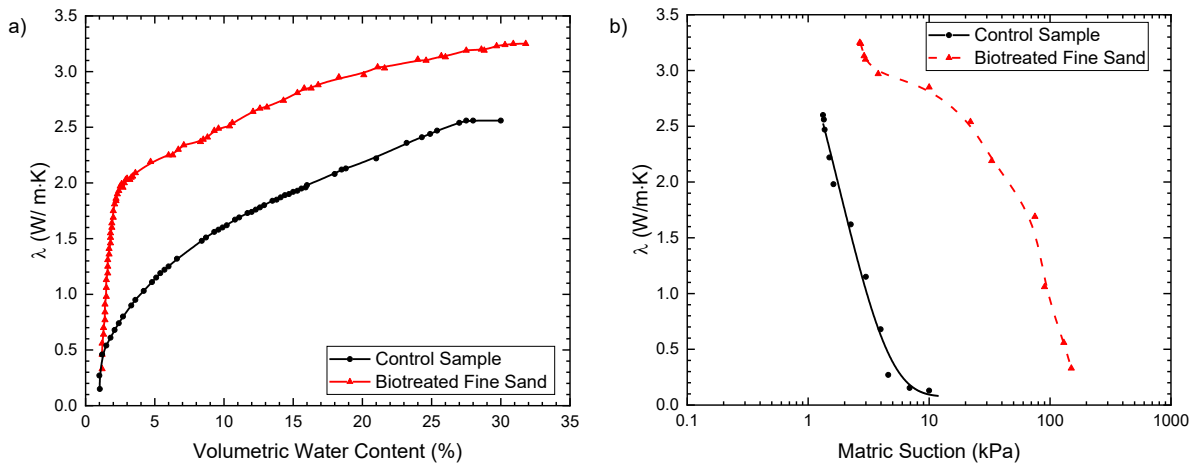 a)
λ (W/ m·K)
3.5
3.0
2.5
2.0
1.5
1.0
0.5
0.0
0 5 10 15 20 25 30 35
Volumetric Water Content (%)
Control Sample
Biotreated Fine Sand
b)
λ (W/m·K)
3.5
3.0
2.5
2.0
1.5
1.0
0.5
0.0
0.1 1 10 100 1000
Matric Suction (kPa)
Control Sample
Biotreated Fine Sand